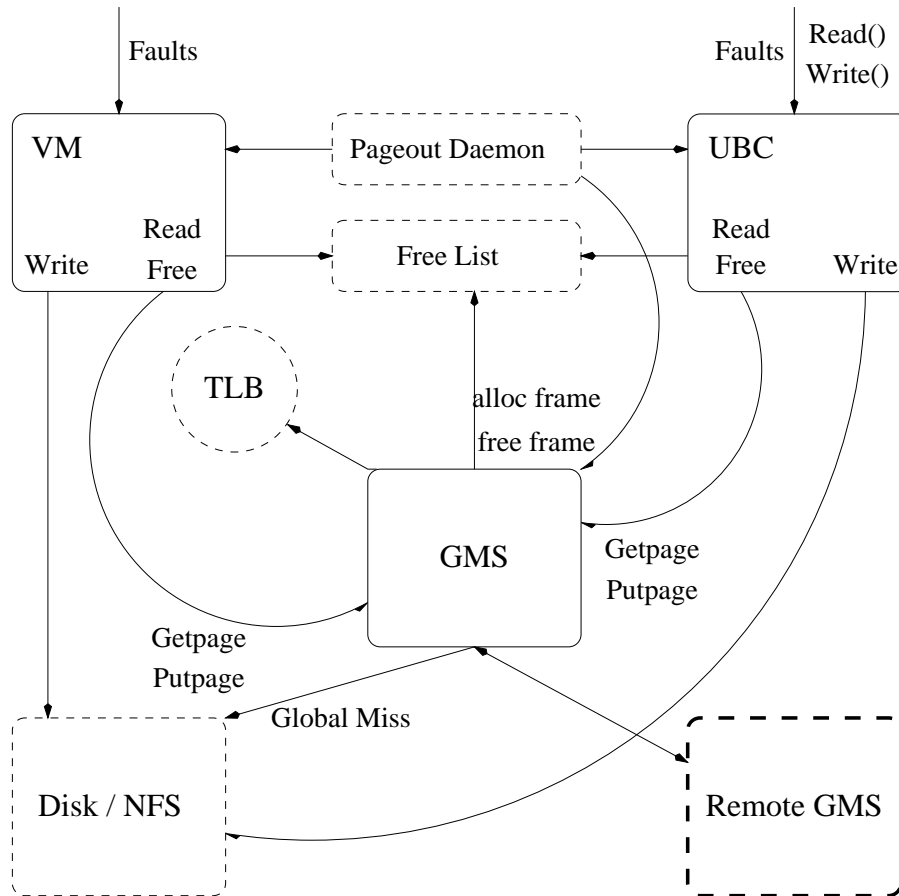 Faults
Faults
Read()
Write()
VM
Pageout Daemon
UBC
Read
Free
Write
Free List
Read
Free
Write
TLB
alloc frame
free frame
GMS
Getpage
Putpage
Getpage
Putpage
Global Miss
Disk / NFS
Remote GMS